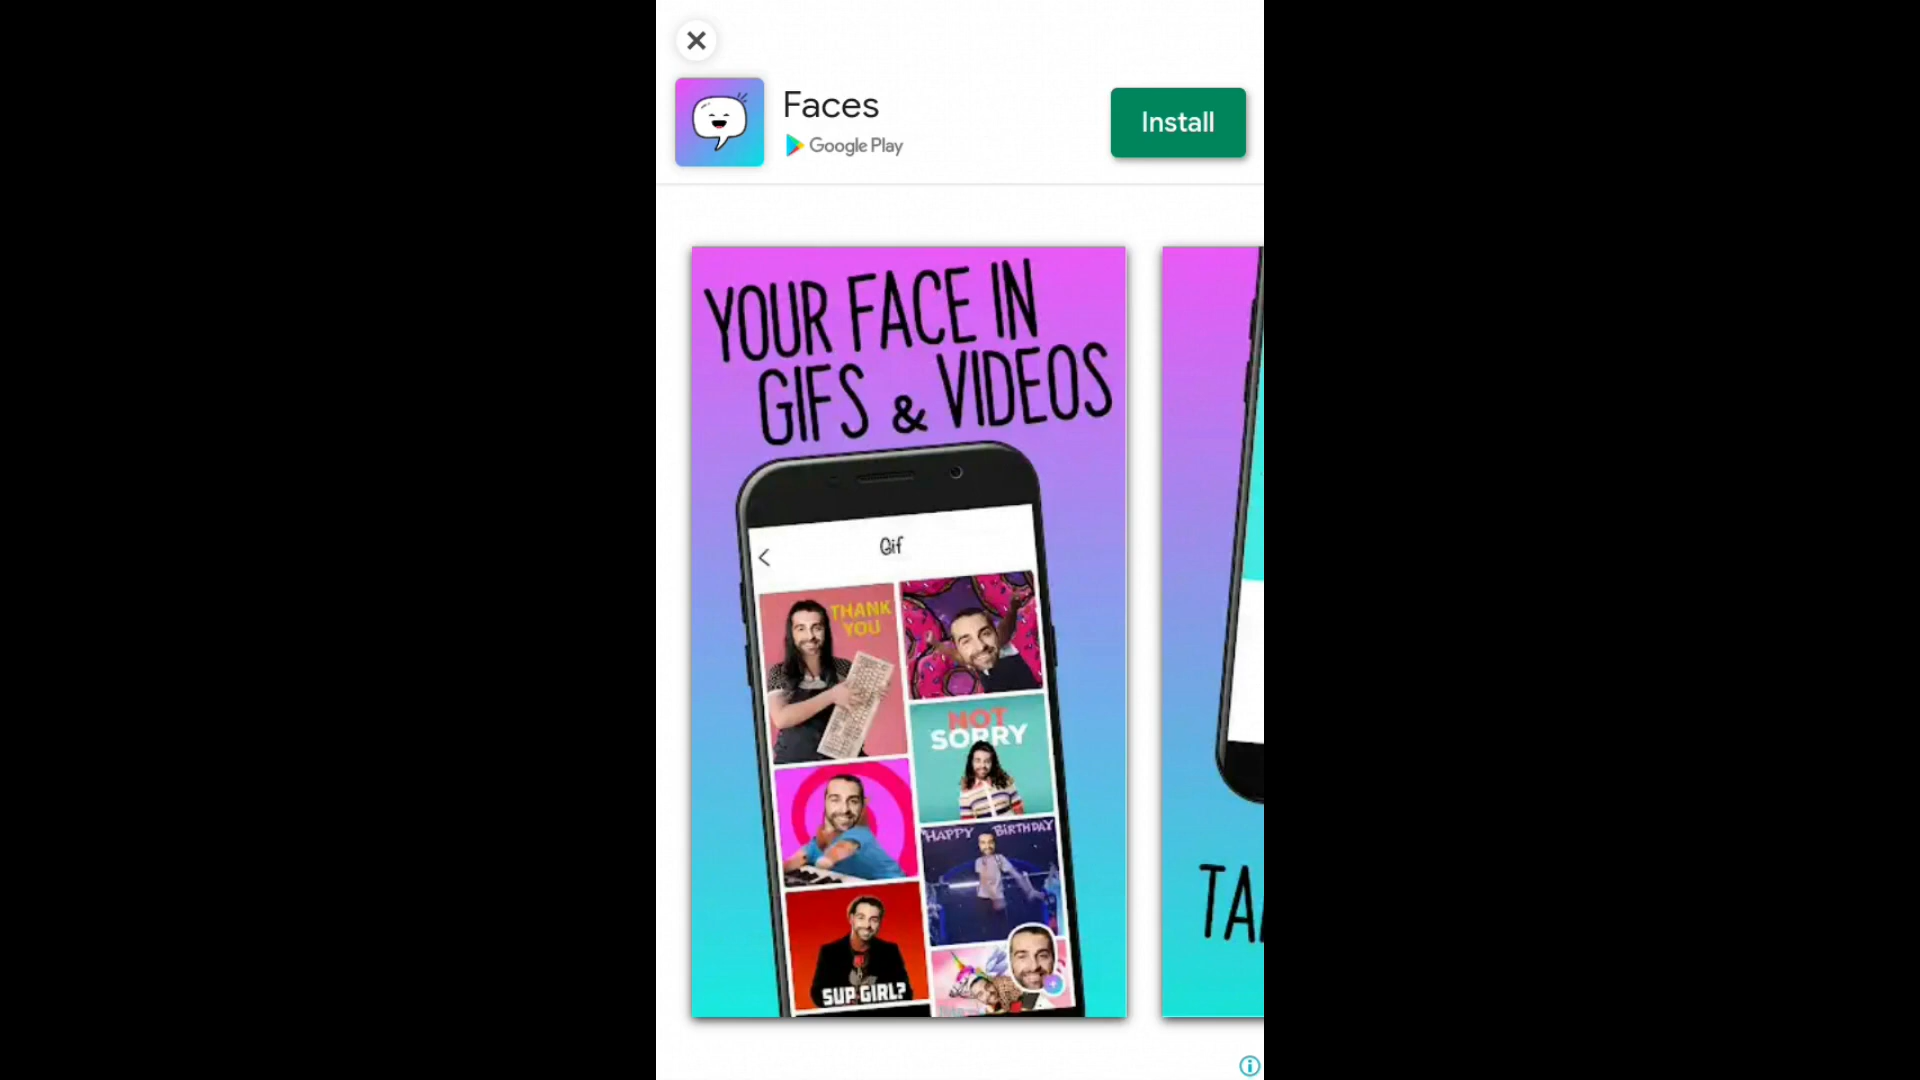 Faces
Google Play
Install
YOUR FACE IN
GIFS & VIDEOS
Gif
THANK
YOU
NOT
SORRY
HAPPY BIRTHDAY
SUP GIRL?